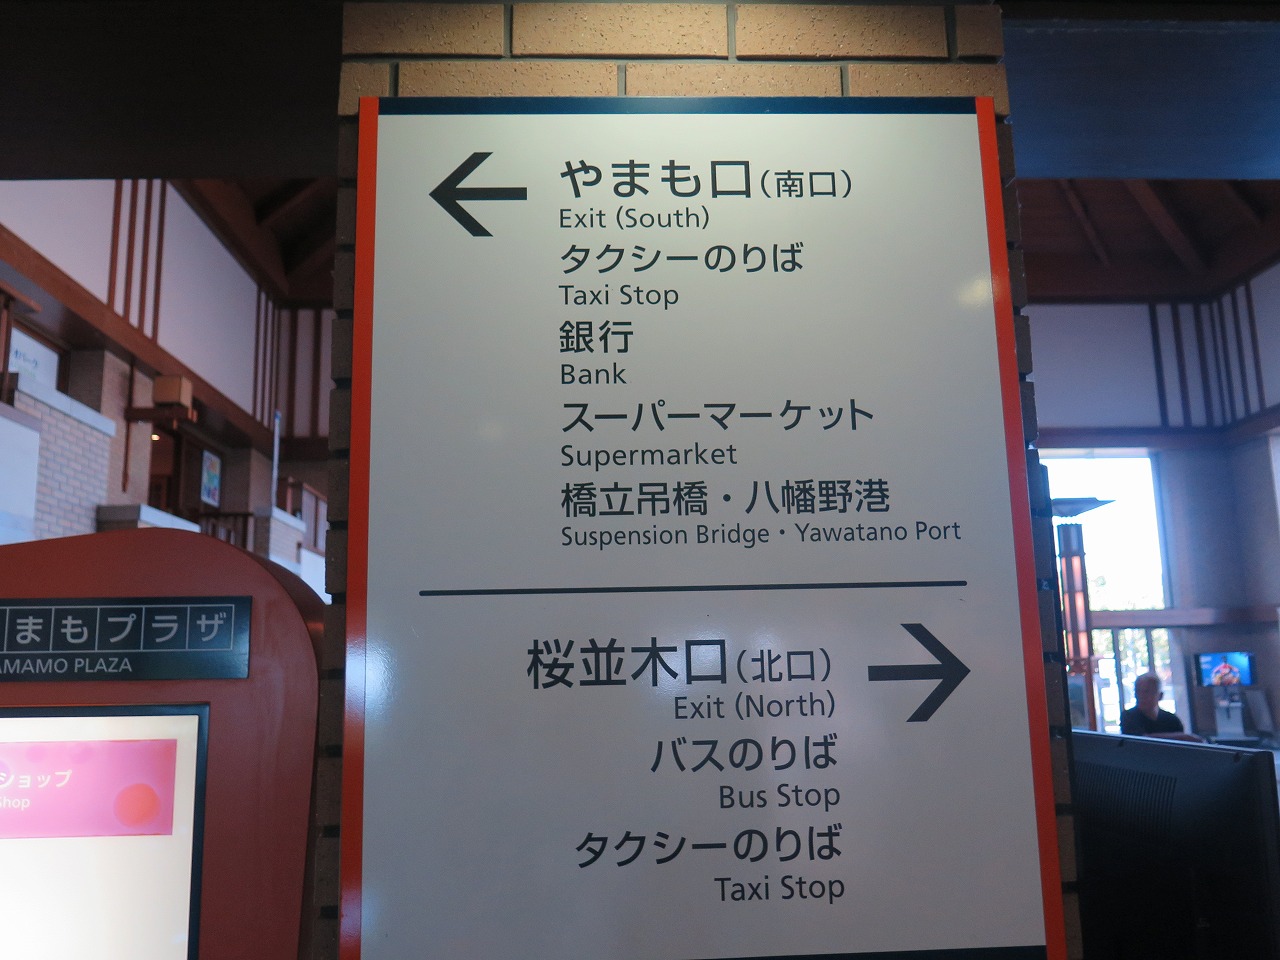 やまも口(南口)
Exit (South)
タクシーのりば
Taxi Stop
銀行
Bank
スーパーマーケット
Supermarket
橋立吊橋・八幡野港
Suspension Bridge・Yawatano Port
桜並木口(北口)
Exit (North)
バスのりば
Bus Stop
タクシーのりば
Taxi Stop
まもプラザ
AMAMO PLAZA
ショップ
Shop